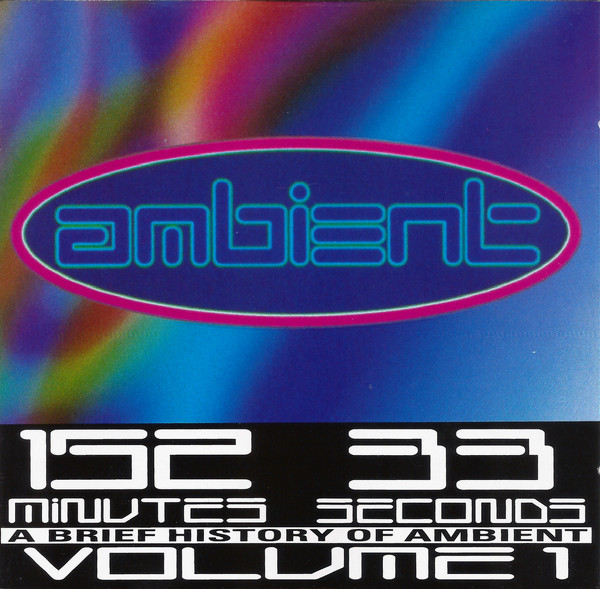 ambient
152 33
MINUTES SECONDS
A BRIEF HISTORY OF AMBIENT
VOLUME 1